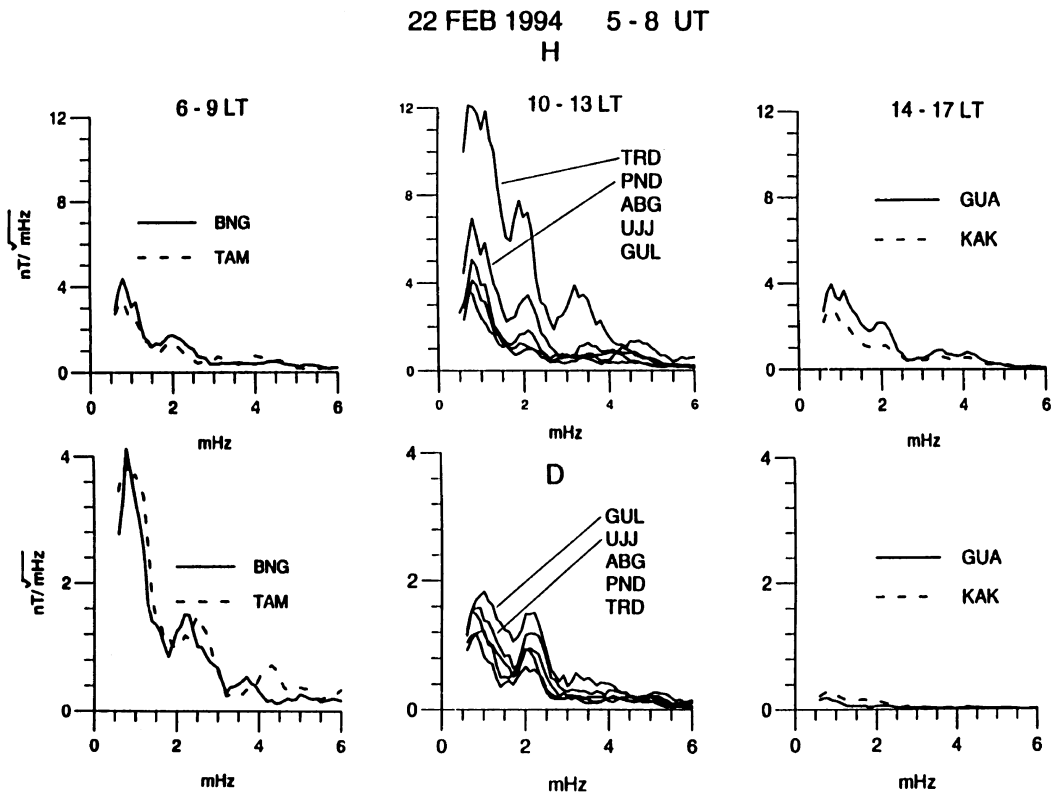 22 FEB 1994 5 - 8 UT
H
6 - 9 LT
12
8
4
0
nT/√mHz
BNG
TAM
0 2 4 6
mHz
10 - 13 LT
12
8
4
0
TRD
PND
ABG
UJJ
GUL
0 2 4 6
mHz
14 - 17 LT
12
8
4
0
GUA
KAK
0 2 4 6
mHz
4
2
0
nT/√mHz
BNG
TAM
0 2 4 6
mHz
D
4
2
0
GUL
UJJ
ABG
PND
TRD
0 2 4 6
mHz
4
2
0
GUA
KAK
0 2 4 6
mHz